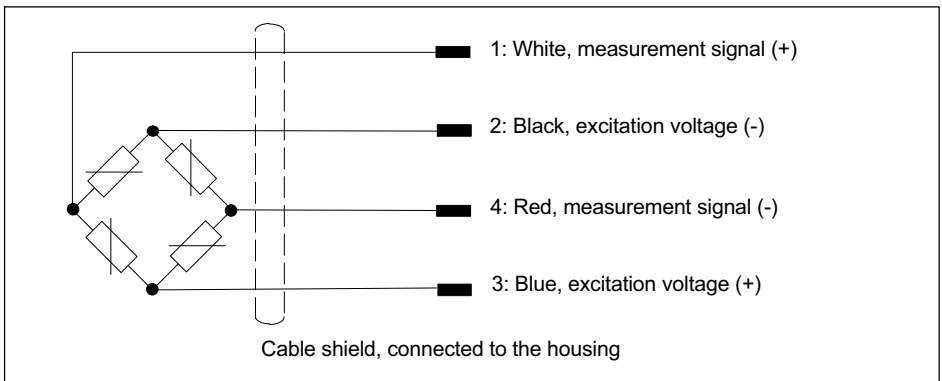 1: White, measurement signal (+)
2: Black, excitation voltage (-)
4: Red, measurement signal (-)
3: Blue, excitation voltage (+)
Cable shield, connected to the housing